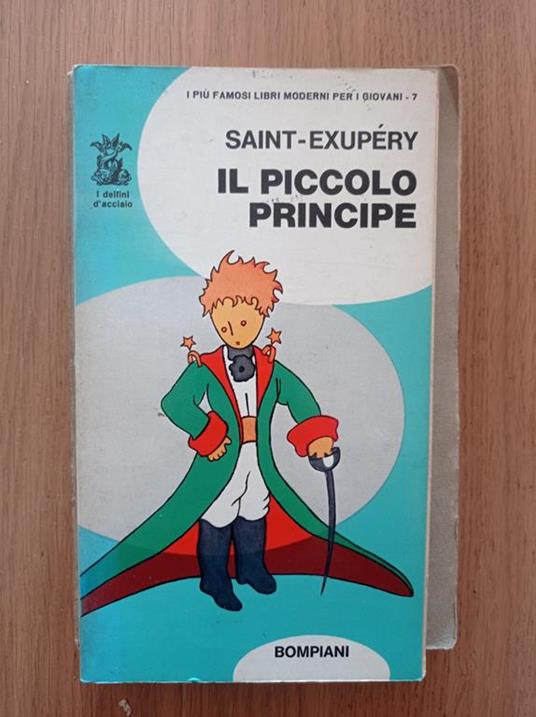 I PIÙ FAMOSI LIBRI MODERNI PER I GIOVANI - 7
SAINT-EXUPÉRY
IL PICCOLO
PRINCIPE
i delfini
d'acciaio
BOMPIANI